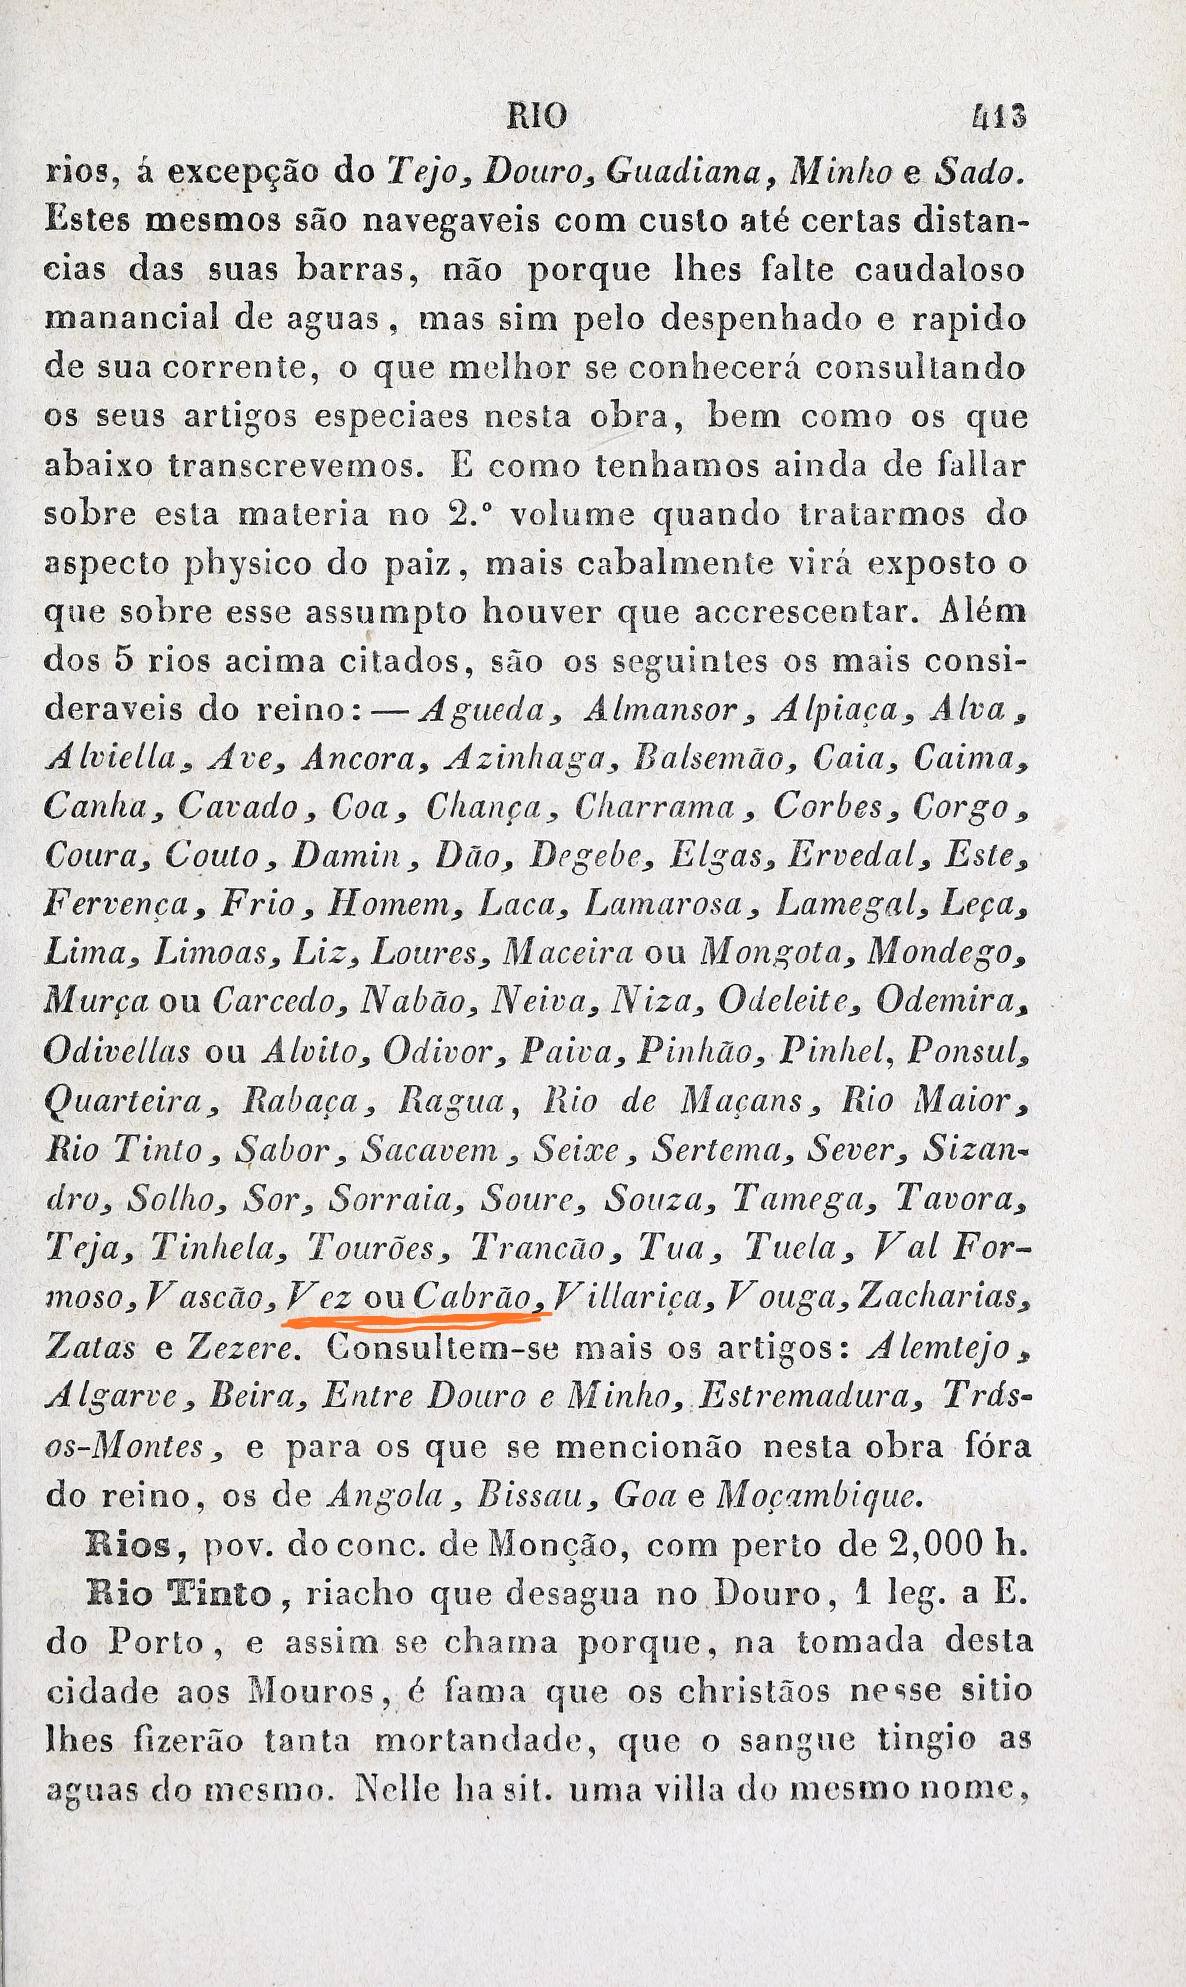 RIO 413
rios, á excepção do Tejo, Douro, Guadiana, Minho e Sado.
Estes mesmos são navegaveis com custo até certas distan-
cias das suas barras, não porque lhes falte caudaloso
manancial de aguas, mas sim pelo despenhado e rapido
de sua corrente, o que melhor se conhecerá consultando
os seus artigos especiaes nesta obra, bem como os que
abaixo transcrevemos. E como tenhamos ainda de fallar
sobre esta materia no 2.º volume quando tratarmos do
aspecto physico do paiz, mais cabalmente virá exposto o
que sobre esse assumpto houver que accrescentar. Além
dos 5 rios acima citados, são os seguintes os mais consi-
deraveis do reino: — Agueda, Almansor, Alpiaça, Alva,
Alviella, Ave, Ancora, Azinhaga, Balsemão, Caia, Caima,
Canha, Cavado, Coa, Chança, Charrama, Corbes, Corgo,
Coura, Couto, Damin, Dão, Degebe, Elgas, Ervedal, Este,
Fervença, Frio, Homem, Laca, Lamarosa, Lamegal, Leça,
Lima, Limoas, Liz, Loures, Maceira ou Mongota, Mondego,
Murça ou Carcedo, Nabão, Neiva, Niza, Odeleite, Odemira,
Odivellas ou Alvito, Odivor, Paiva, Pinhão, Pinhel, Ponsul,
Quarteira, Rabaça, Ragua, Rio de Maçans, Rio Maior,
Rio Tinto, Sabor, Sacavem, Seixe, Sertema, Sever, Sizan-
dro, Solho, Sor, Sorraia, Soure, Souza, Tamega, Tavora,
Teja, Tinhela, Tourões, Trancão, Tua, Tuela, Val For-
moso, Vascão, Vez ou Cabrão, Villariça, Vouga, Zacharias,
Zatas e Zezere. Consultem-se mais os artigos: Alemtejo,
Algarve, Beira, Entre Douro e Minho, Estremadura, Trás-
os-Montes, e para os que se mencionão nesta obra fóra
do reino, os de Angola, Bissau, Goa e Moçambique.
Rios, pov. do conc. de Monção, com perto de 2,000 h.
Rio Tinto, riacho que desagua no Douro, 1 leg. a E.
do Porto, e assim se chama porque, na tomada desta
cidade aos Mouros, é fama que os christãos nesse sitio
lhes fizerão tanta mortandade, que o sangue tingio as
aguas do mesmo. Nelle ha sit. uma villa do mesmo nome,